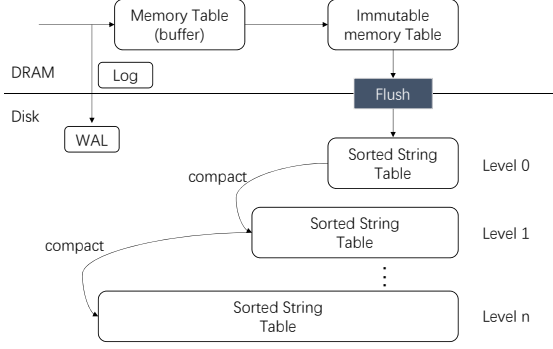 Memory Table
(buffer)
Immutable
memory Table
DRAM
Log
Flush
Disk
WAL
Sorted String
Table
Level 0
compact
Sorted String
Table
Level 1
compact
Sorted String
Table
Level n